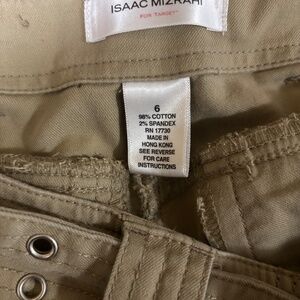 ISAAC MIZRAHI
FOR TARGET
6
98% COTTON
2% SPANDEX
RN 17730
MADE IN
HONG KONG
SEE REVERSE
FOR CARE
INSTRUCTIONS